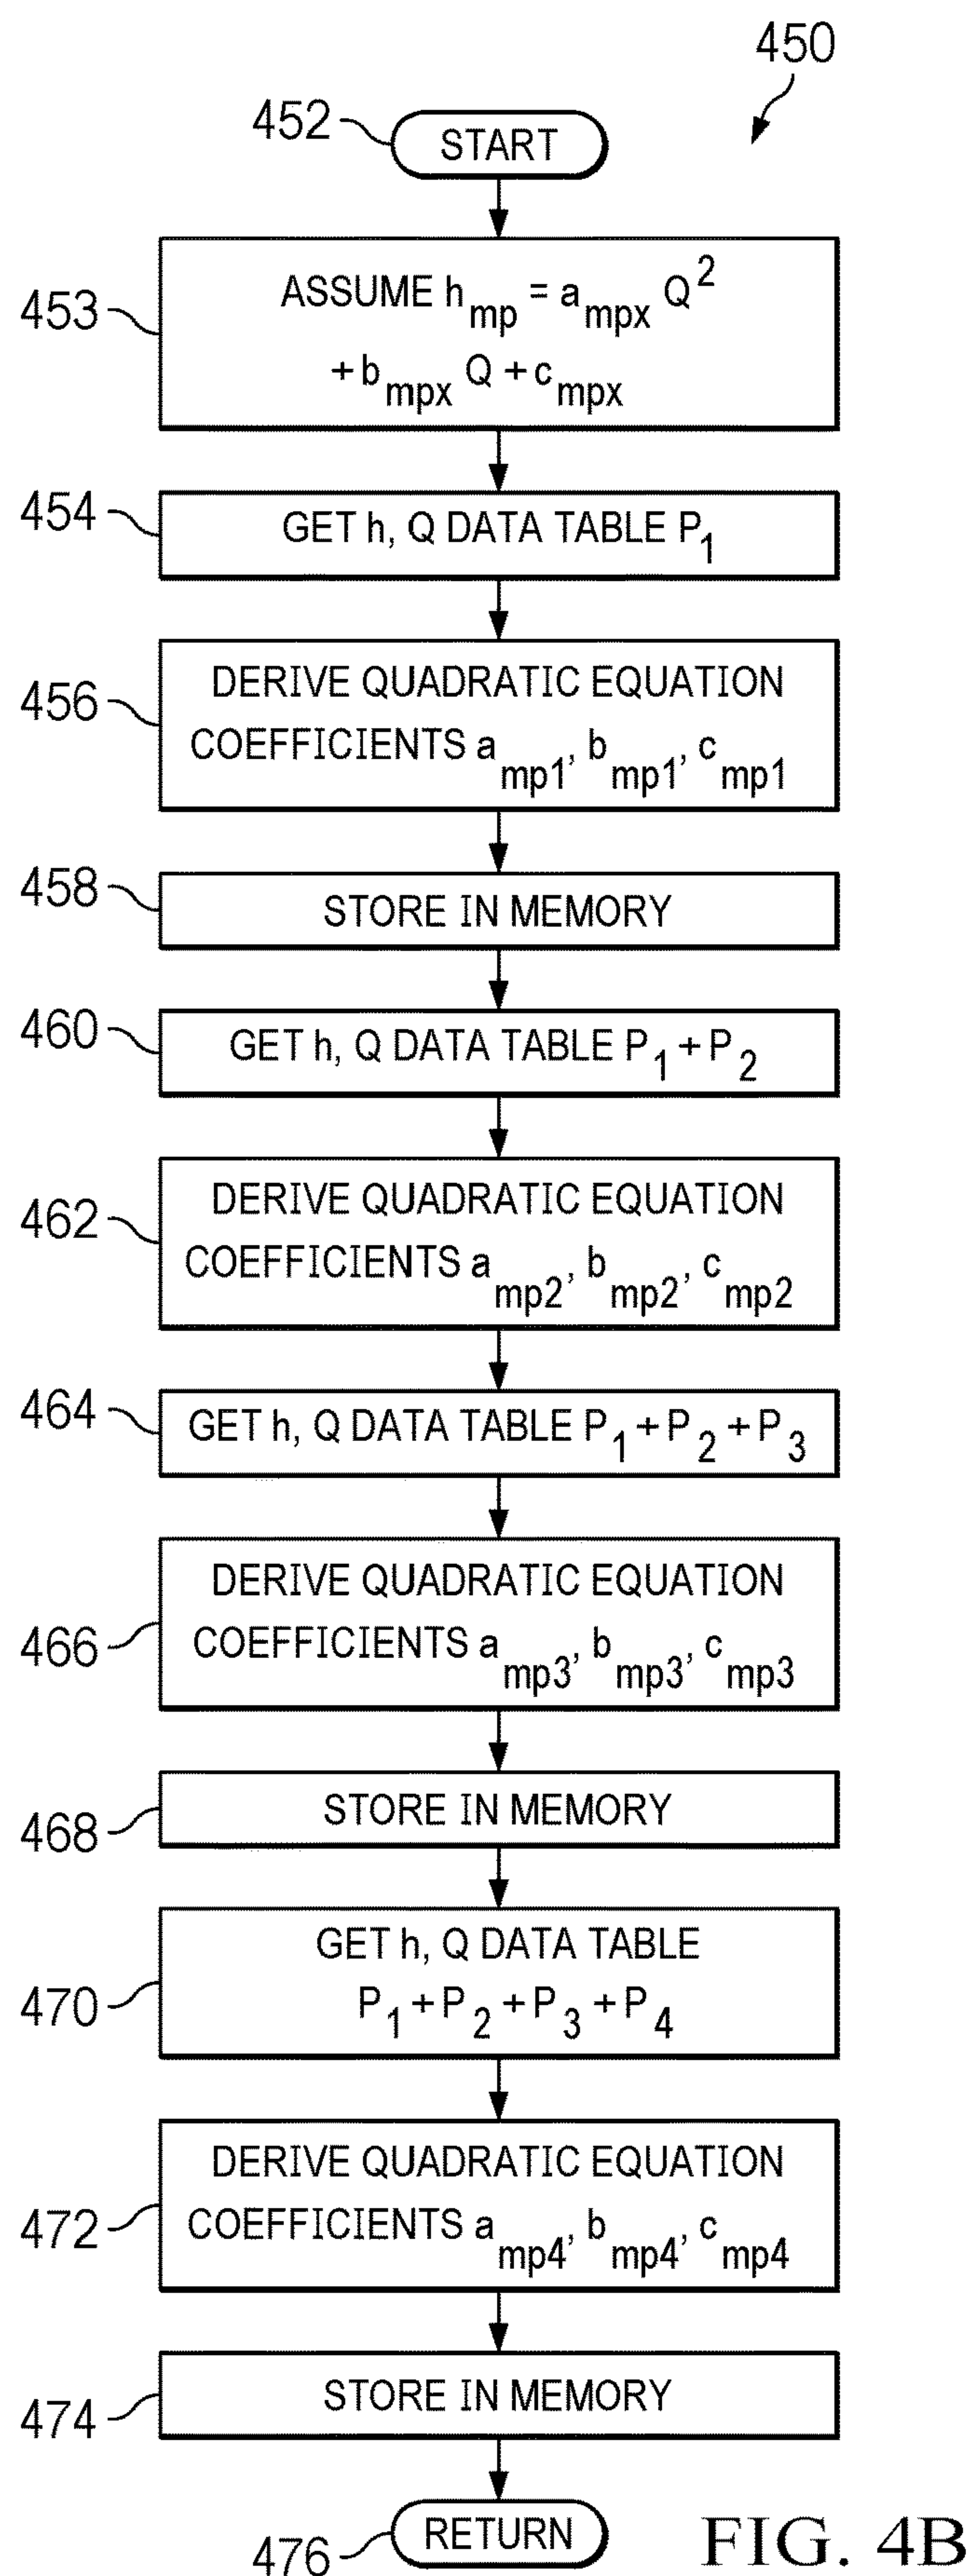 450
452 START
453 ASSUME h_mp = a_mpx Q^2
+ b_mpx Q + c_mpx
454 GET h, Q DATA TABLE P_1
456 DERIVE QUADRATIC EQUATION
COEFFICIENTS a_mp1, b_mp1, c_mp1
458 STORE IN MEMORY
460 GET h, Q DATA TABLE P_1 + P_2
462 DERIVE QUADRATIC EQUATION
COEFFICIENTS a_mp2, b_mp2, c_mp2
464 GET h, Q DATA TABLE P_1 + P_2 + P_3
466 DERIVE QUADRATIC EQUATION
COEFFICIENTS a_mp3, b_mp3, c_mp3
468 STORE IN MEMORY
470 GET h, Q DATA TABLE
P_1 + P_2 + P_3 + P_4
472 DERIVE QUADRATIC EQUATION
COEFFICIENTS a_mp4, b_mp4, c_mp4
474 STORE IN MEMORY
476 RETURN
FIG. 4B